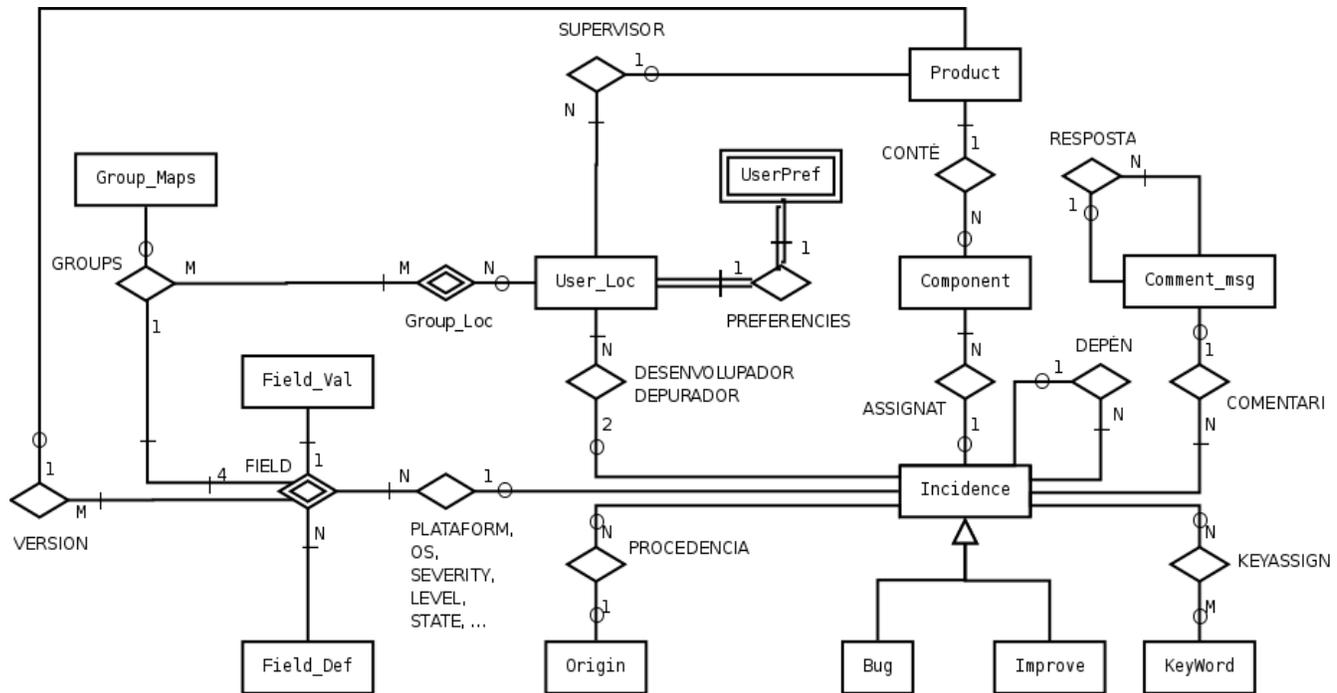 SUPERVISOR
1
Product
N
1
CONTÈ
N
RESPOSTA
N
1
Group_Maps
UserPref
1
GROUPS
M
M
N
User_Loc
1
PREFERENCIES
Component
Comment_msg
Group_Loc
1
N
DESENVOLUPADOR
DEPURADOR
2
N
ASSIGNAT
1
DEPÈN
1
N
1
COMENTARI
N
Field_Val
1
FIELD
4
N
1
Incidence
1
M
VERSION
N
PLATAFORM,
OS,
SEVERITY,
LEVEL,
STATE, ...
N
PROCEDENCIA
1
N
KEYASSIGN
M
Field_Def
Origin
Bug
Improve
KeyWord